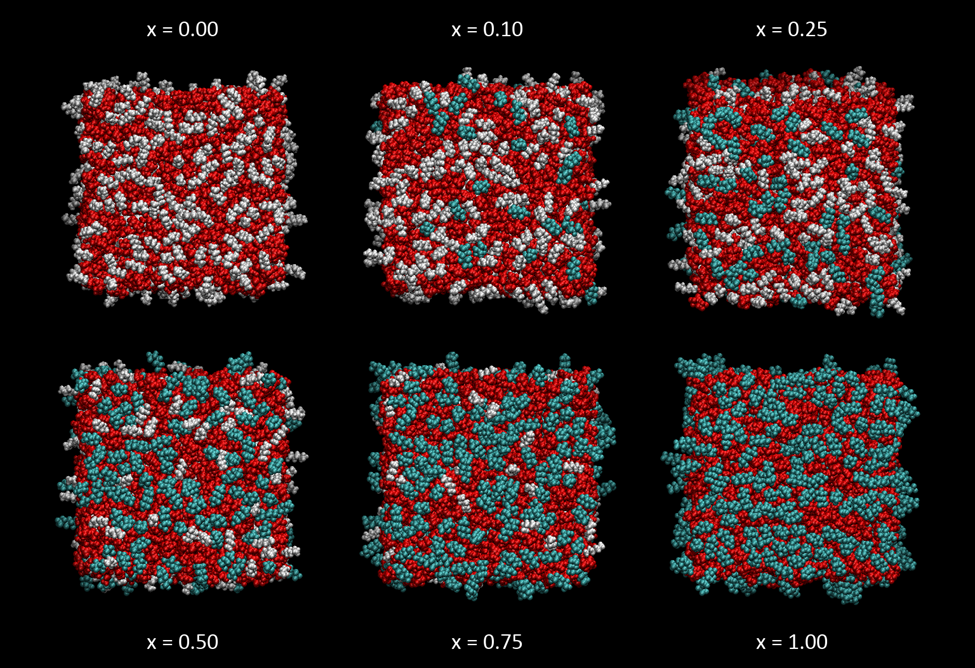 x = 0.00
x = 0.10
x = 0.25
x = 0.50
x = 0.75
x = 1.00